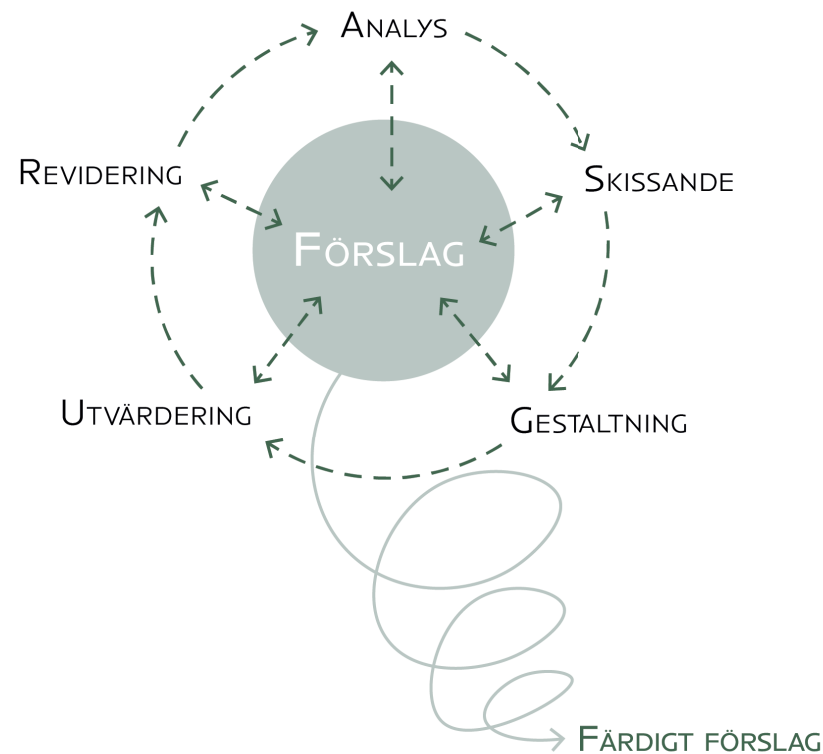 Analys
Revidering
Skissande
Förslag
Utvärdering
Gestaltning
Färdigt förslag